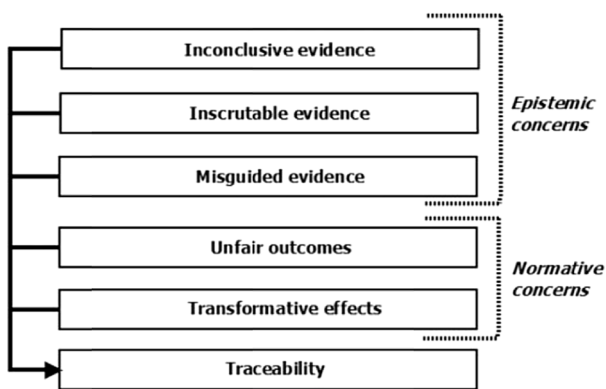 Inconclusive evidence
Inscrutable evidence
Misguided evidence
Epistemic
concerns
Unfair outcomes
Transformative effects
Normative
concerns
Traceability